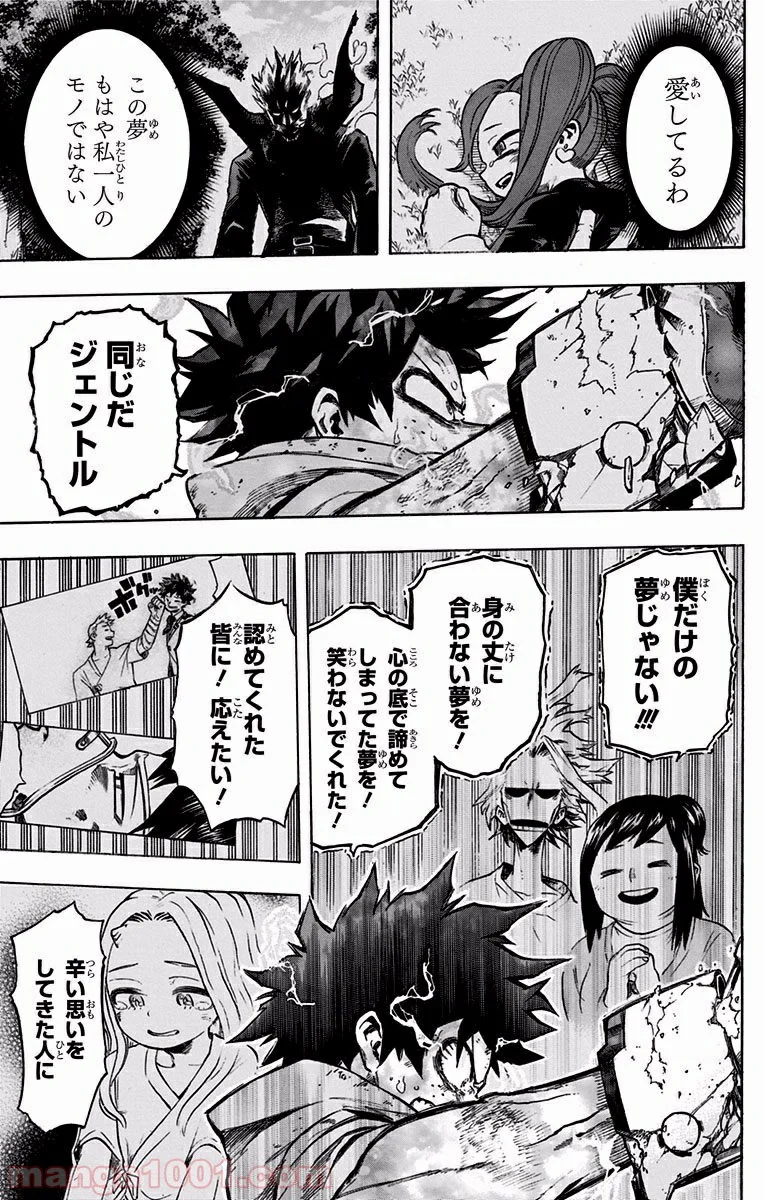 愛してるわ
この夢
もはや私一人の
モノではない
同じだ
ジェントル
僕だけの
夢じゃない!!!
身の丈に
合わない夢を!
心の底で諦めて
しまってた夢を!
笑わないでくれた!
ボグッ
認めてくれた
皆に!応えたい!
辛い思いを
してきた人に
manga1001.com